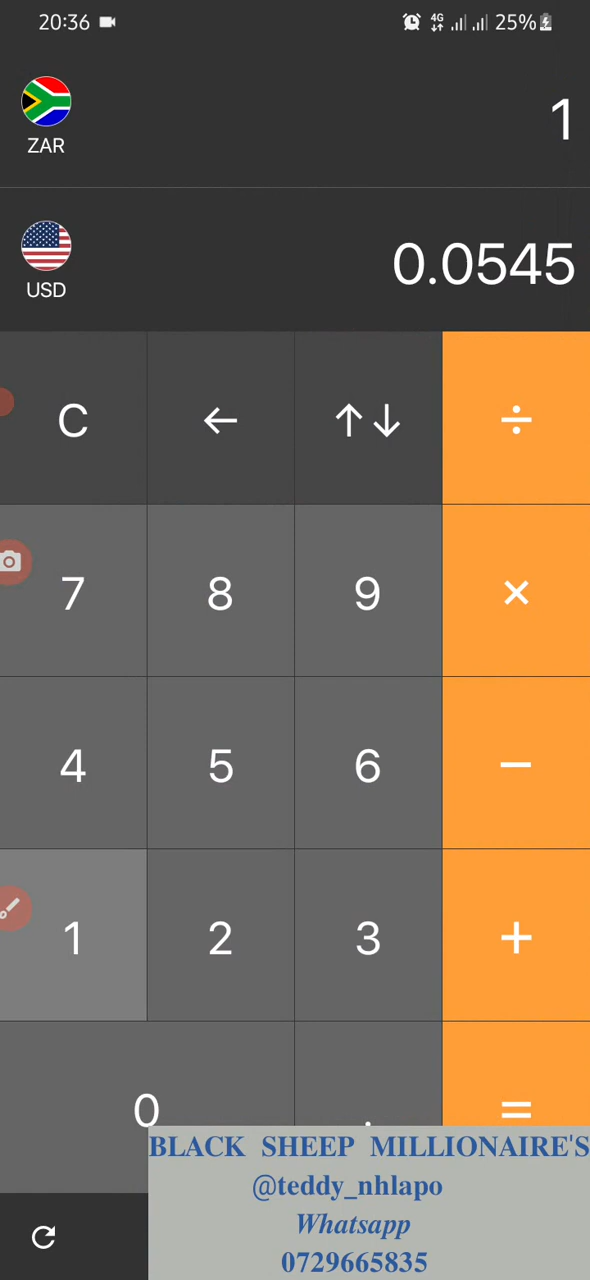 20:36 4G 25%
1
ZAR
0.0545
USD
C ← ↑↓ ÷
7 8 9 ×
4 5 6 −
1 2 3 +
0 . =
BLACK SHEEP MILLIONAIRE'S
@teddy_nhlapo
Whatsapp
0729665835